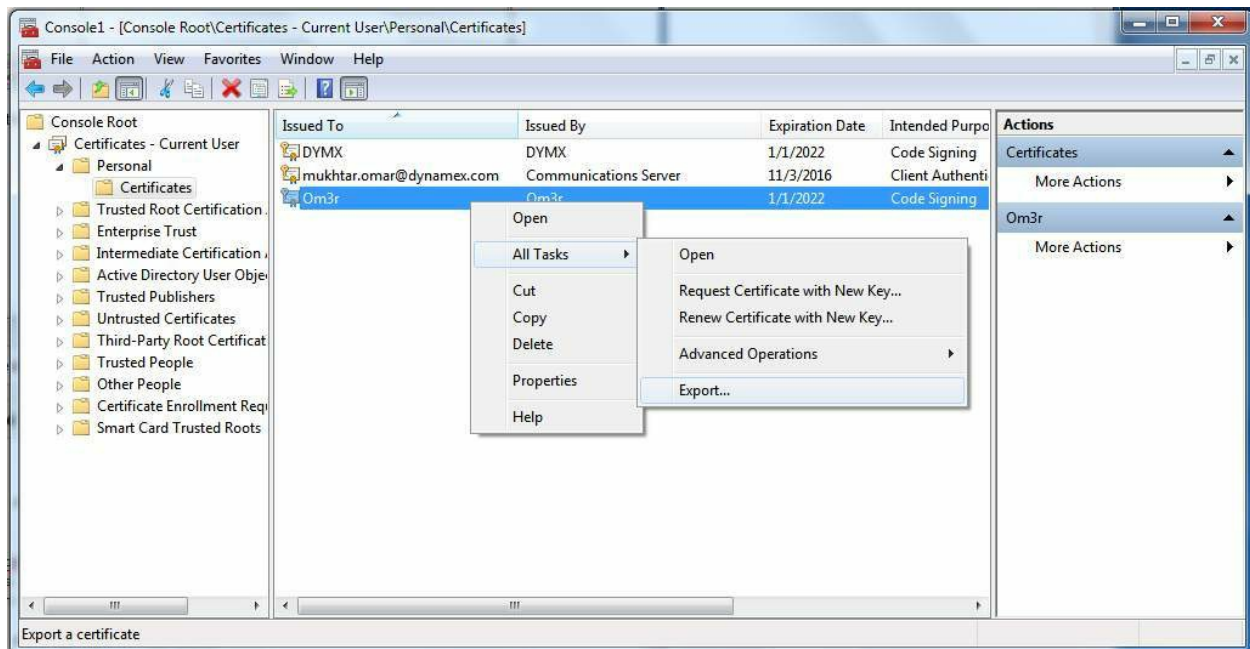 Console1 - [Console Root\Certificates - Current User\Personal\Certificates]
File Action View Favorites Window Help
Console Root
Certificates - Current User
Personal
Certificates
Trusted Root Certification
Enterprise Trust
Intermediate Certification
Active Directory User Obje
Trusted Publishers
Untrusted Certificates
Third-Party Root Certificat
Trusted People
Other People
Certificate Enrollment Requ
Smart Card Trusted Roots
Issued To Issued By Expiration Date Intended Purpo
DYMX DYMX 1/1/2022 Code Signing
mukhtar.omar@dynamex.com Communications Server 11/3/2016 Client Authenti
Om3r Om3r 1/1/2022 Code Signing
Open
All Tasks
Cut
Copy
Delete
Properties
Help
Open
Request Certificate with New Key...
Renew Certificate with New Key...
Advanced Operations
Export...
Actions
Certificates
More Actions
Om3r
More Actions
Export a certificate